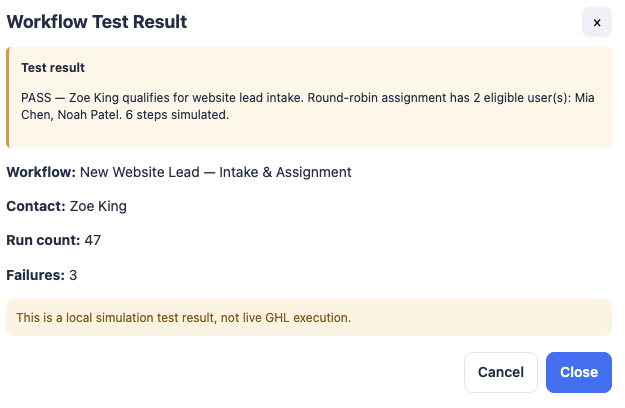 Workflow Test Result
×
Test result
PASS — Zoe King qualifies for website lead intake. Round-robin assignment has 2 eligible user(s): Mia
Chen, Noah Patel. 6 steps simulated.
Workflow: New Website Lead — Intake & Assignment
Contact: Zoe King
Run count: 47
Failures: 3
This is a local simulation test result, not live GHL execution.
Cancel Close